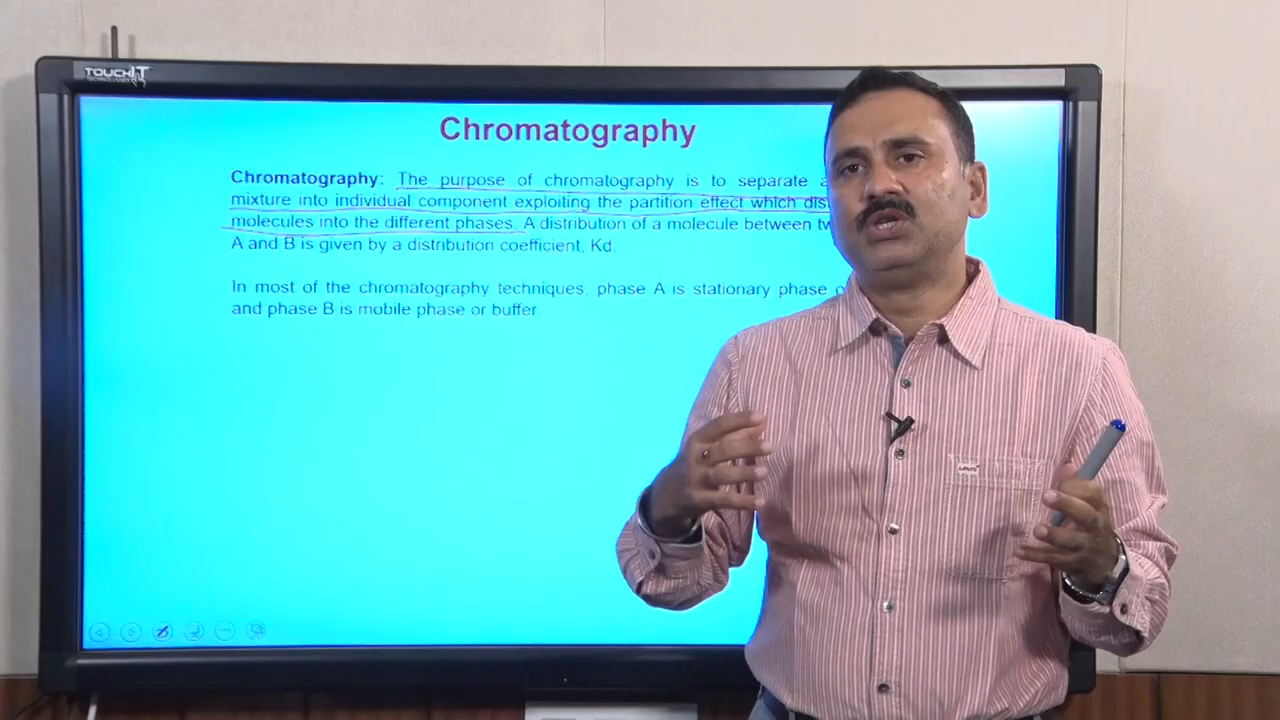 TOUCHIT
TECHNOLOGIES
Chromatography
Chromatography: The purpose of chromatography is to separate
mixture into individual component exploiting the partition effect which
molecules into the different phases. A distribution of a molecule between
A and B is given by a distribution coefficient, Kd.
In most of the chromatography techniques, phase A is stationary phase
and phase B is mobile phase or buffer.
LEVI'S